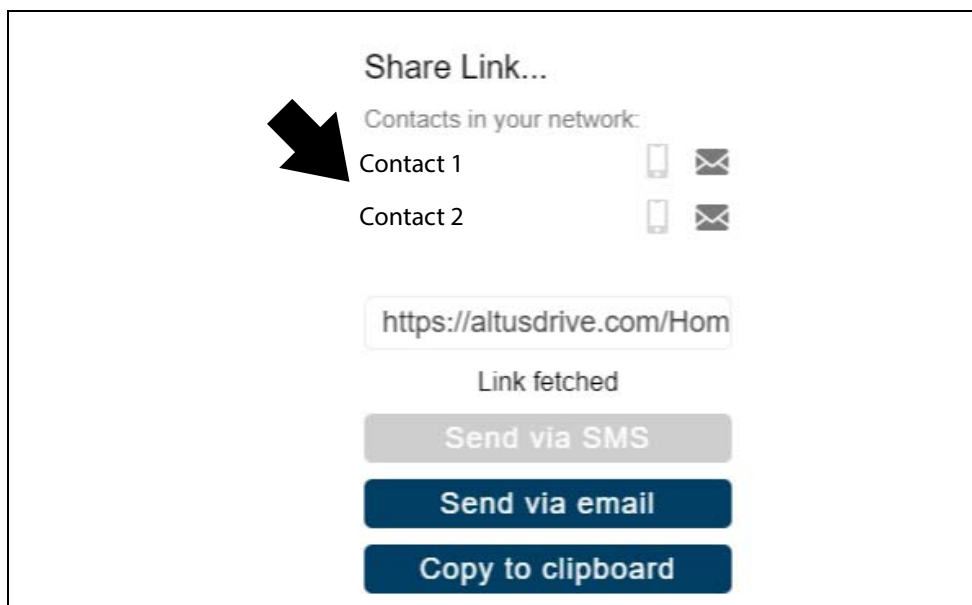 Share Link...
Contacts in your network:
Contact 1
Contact 2
https://altusdrive.com/Hom
Link fetched
Send via SMS
Send via email
Copy to clipboard